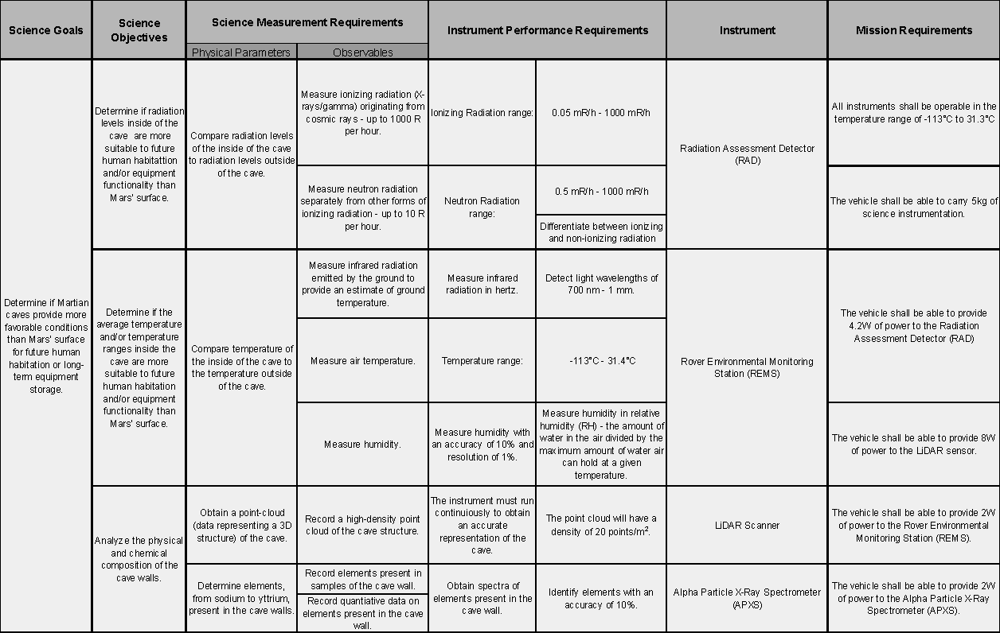 Science Goals
Science
Objectives
Science Measurement Requirements
Physical Parameters
Observables
Instrument Performance Requirements
Instrument
Mission Requirements
Determine if Martian
caves provide more
favorable conditions
than Mars' surface
for future human
habitation or long-
term equipment
storage.
Determine if radiation
levels inside of the
cave are more
suitable to future
human habitattion
and/or equipment
functionality than
Mars' surface.
Compare radiation levels
of the inside of the cave
to radiation levels outside
of the cave.
Measure ionizing radiation (X-
rays/gamma) originating from
cosmic rays - up to 1000 R
per hour.
Ionizing Radiation range:
0.05 mR/h - 1000 mR/h
Radiation Assessment Detector
(RAD)
All instruments shall be operable in the
temperature range of -113°C to 31.3°C
Measure neutron radiation
separately from other forms of
ionizing radiation - up to 10 R
per hour.
Neutron Radiation
range:
0.5 mR/h - 1000 mR/h
Differentiate between ionizing
and non-ionizing radiation
The vehicle shall be able to carry 5kg of
science instrumentation.
Determine if the
average temperature
and/or temperature
ranges inside the
cave are more
suitable to future
human habitation
and/or equipment
functionality than
Mars' surface.
Compare temperature of
the inside of the cave to
the temperature outside
of the cave.
Measure infrared radiation
emitted by the ground to
provide an estimate of ground
temperature.
Measure infrared
radiation in hertz.
Detect light wavelengths of
700 nm - 1 mm.
Rover Environmental Monitoring
Station (REMS)
The vehicle shall be able to provide
4.2W of power to the Radiation
Assessment Detector (RAD)
Measure air temperature.
Temperature range:
-113°C - 31.4°C
Measure humidity.
Measure humidity with
an accuracy of 10% and
resolution of 1%.
Measure humidity in relative
humidity (RH) - the amount of
water in the air divided by the
maximum amount of water air
can hold at a given
temperature.
The vehicle shall be able to provide 8W
of power to the LiDAR sensor.
Analyze the physical
and chemical
composition of the
cave walls.
Obtain a point-cloud
(data representing a 3D
structure) of the cave.
Record a high-density point
cloud of the cave structure.
The instrument must run
continuiously to obtain
an accurate
representation of the
cave.
The point cloud will have a
density of 20 points/m².
LiDAR Scanner
The vehicle shall be able to provide 2W
of power to the Rover Environmental
Monitoring Station (REMS).
Determine elements,
from sodium to yttrium,
present in the cave walls.
Record elements present in
samples of the cave wall.
Record quantiative data on
elements present in the cave
wall.
Obtain spectra of
elements present in the
cave wall.
Identify elements with an
accuracy of 10%.
Alpha Particle X-Ray Spectrometer
(APXS)
The vehicle shall be able to provide 2W
of power to the Alpha Particle X-Ray
Spectrometer (APXS).